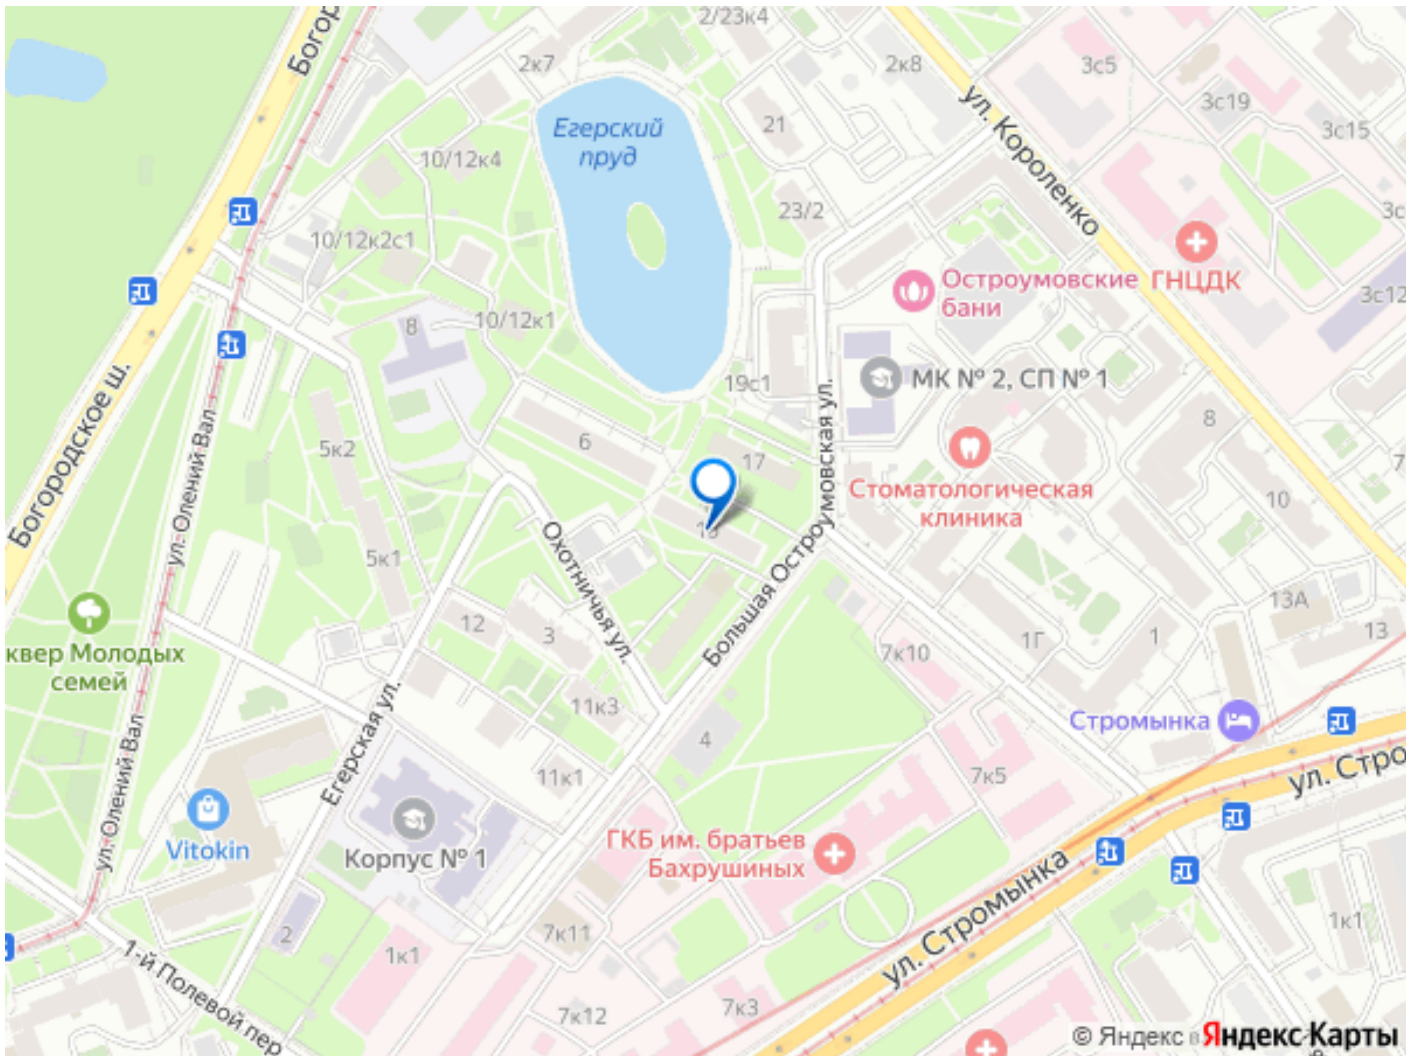 2/23к4
Богор
2к7
2к8
3с5
ул. Короленко
3с19
3с15
Егерский
пруд
21
10/12к4
23/2
3с
10/12к2с1
Остроумовские
бани
ГНЦДК
3с12
8
10/12к1
19с1
МК № 2, СП № 1
Богородское ш.
ул. Олений Вал
5к2
6
17
Большая Остроумовская ул.
8
7
Стоматологическая
клиника
10
5к1
Охотничья ул.
13А
12
3
1Г
1
13
7к10
квер Молодых
семей
Егерская ул.
11к3
4
Стромынка
ул. Стро
ул. Олений Вал
11к1
7к5
Vitokin
Корпус № 1
ГКБ им. братьев
Бахрушиных
ул. Стромынка
2
1к1
7к11
1к1
1-й Полевой пер
7к12
7к3
© Яндекс в Яндекс Карты